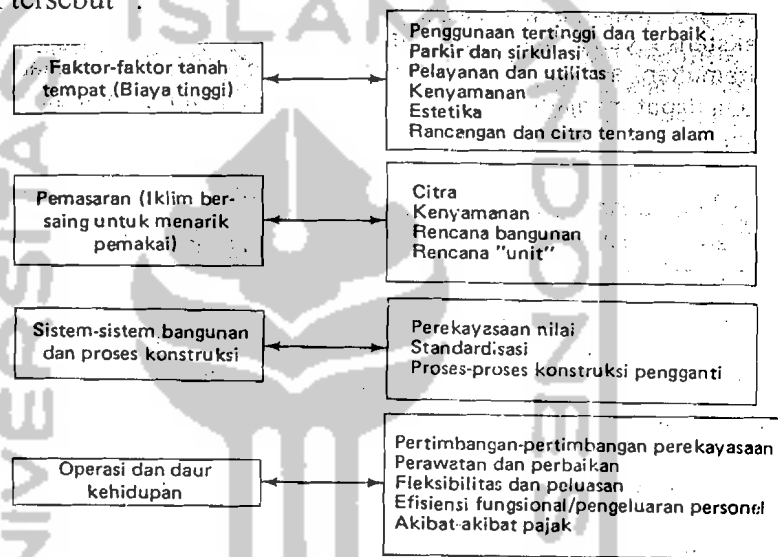 tersebut".
ISLAM
Faktor-faktor tanah
tempat (Biaya tinggi)
Penggunaan tertinggi dan terbaik
Parkir dan sirkulasi
Pelayanan dan utilitas
Kenyamanan
Estetika
Rancangan dan citra tentang alam
Pemasaran (Iklim ber-
saing untuk menarik
pemakai)
Citra
Kenyamanan
Rencana bangunan
Rencana "unit"
Sistem-sistem bangunan
dan proses konstruksi
Perekayasaan nilai
Standardisasi
Proses-proses konstruksi pengganti
Operasi dan daur
kehidupan
Pertimbangan-pertimbangan perekayasaan
Perawatan dan perbaikan
Fleksibilitas dan peluasan
Efisiensi fungsional/pengeluaran personel
Akibat-akibat pajak